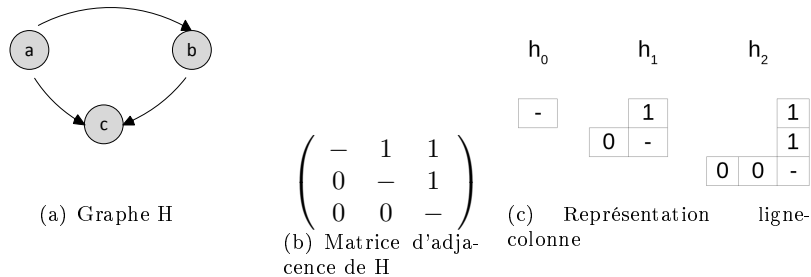 a
b
c
(a) Graphe H
- 1 1
0 - 1
0 0 -
(b) Matrice d'adja-
cence de H
h0 h1 h2
- 1 1
0 - 1
0 0 -
(c) Représentation ligne-
colonne